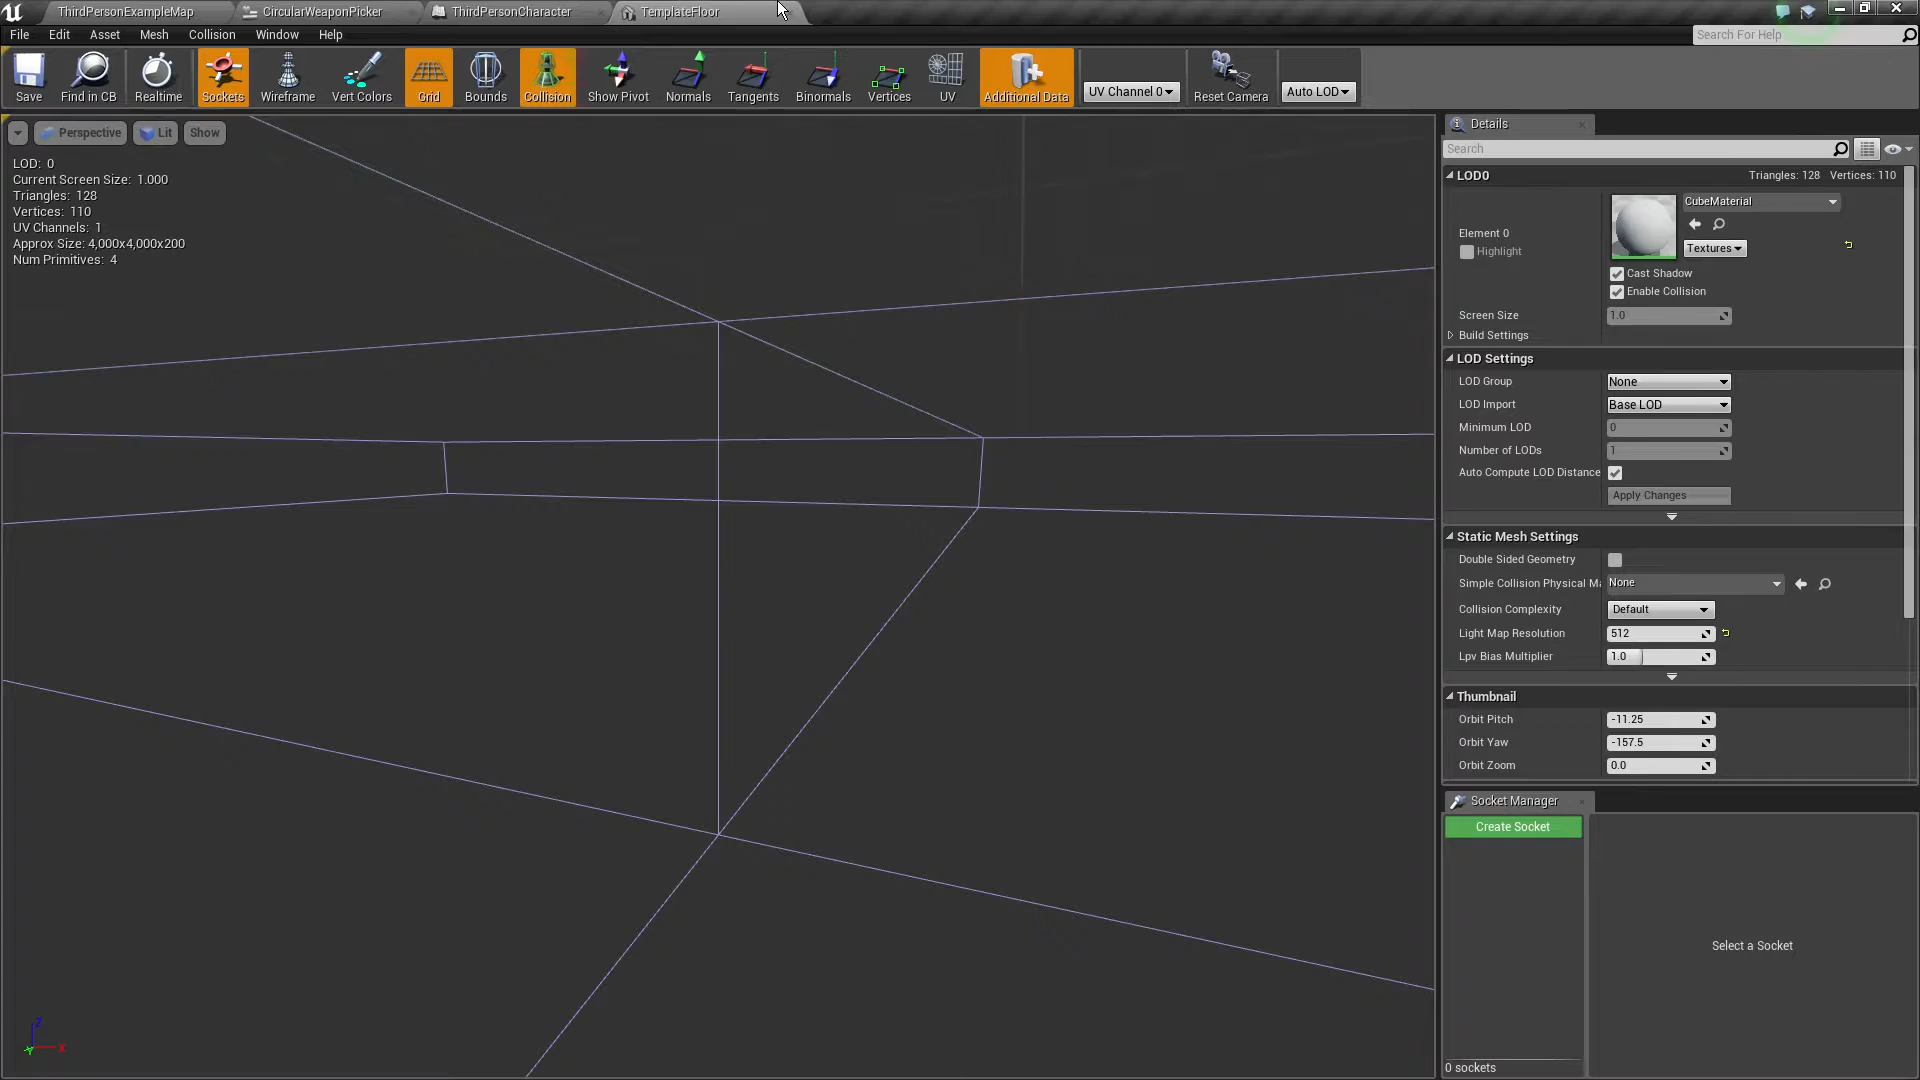 ThirdPersonExampleMap CircularWeaponPicker ThirdPersonCharacter TemplateFloor
File Edit Asset Mesh Collision Window Help Search For Help
Save Find in CB Realtime Sockets Wireframe Vert Colors Grid Bounds Collision Show Pivot Normals Tangents Binormals Vertices UV Additional Data UV Channel 0 Reset Camera Auto LOD
Perspective Lit Show
LOD: 0
Current Screen Size: 1.000
Triangles: 128
Vertices: 110
UV Channels: 1
Approx Size: 4,000x4,000x200
Num Primitives: 4
Z
Y X
Details
Search
LOD0 Triangles: 128 Vertices: 110
CubeMaterial
Element 0
Highlight
Textures
Cast Shadow
Enable Collision
Screen Size 1.0
Build Settings
LOD Settings
LOD Group None
LOD Import Base LOD
Minimum LOD 0
Number of LODs 1
Auto Compute LOD Distance
Apply Changes
Static Mesh Settings
Double Sided Geometry
Simple Collision Physical Ma None
Collision Complexity Default
Light Map Resolution 512
Lpv Bias Multiplier 1.0
Thumbnail
Orbit Pitch -11.25
Orbit Yaw -157.5
Orbit Zoom 0.0
Socket Manager
Create Socket
Select a Socket
0 sockets